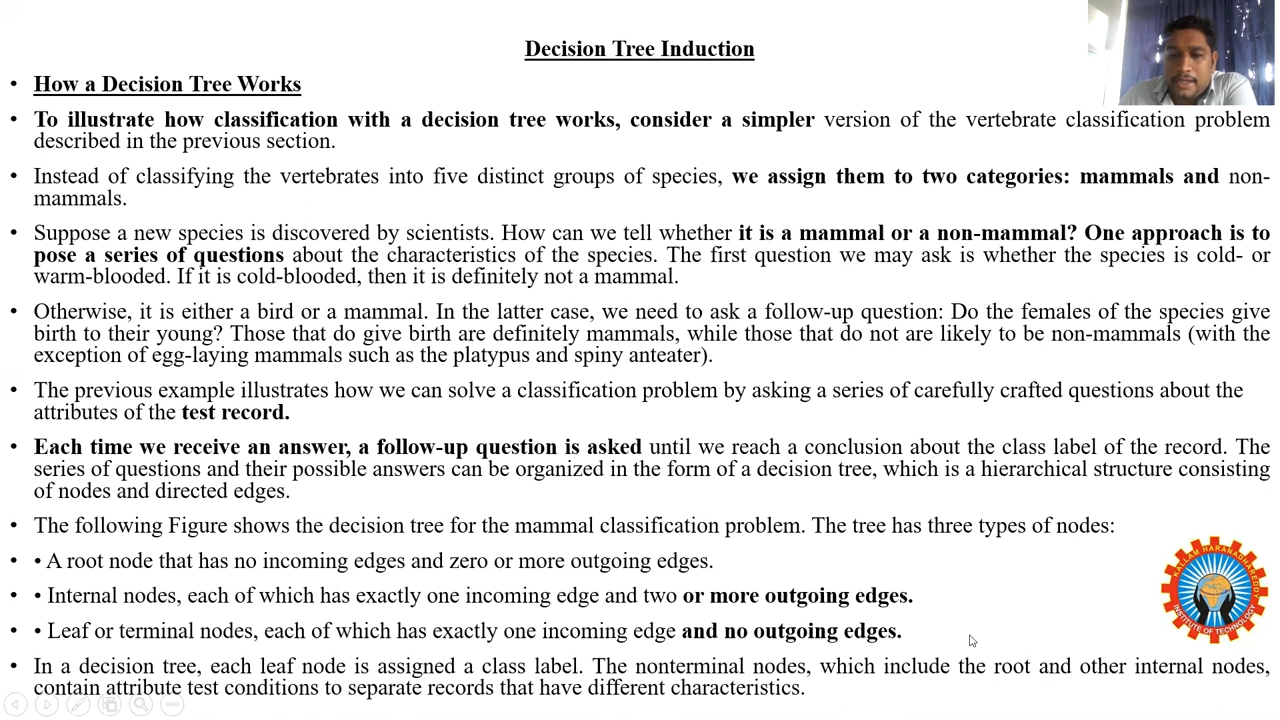 Decision Tree Induction
• How a Decision Tree Works
• To illustrate how classification with a decision tree works, consider a simpler version of the vertebrate classification problem
described in the previous section.
• Instead of classifying the vertebrates into five distinct groups of species, we assign them to two categories: mammals and non-
mammals.
• Suppose a new species is discovered by scientists. How can we tell whether it is a mammal or a non-mammal? One approach is to
pose a series of questions about the characteristics of the species. The first question we may ask is whether the species is cold- or
warm-blooded. If it is cold-blooded, then it is definitely not a mammal.
• Otherwise, it is either a bird or a mammal. In the latter case, we need to ask a follow-up question: Do the females of the species give
birth to their young? Those that do give birth are definitely mammals, while those that do not are likely to be non-mammals (with the
exception of egg-laying mammals such as the platypus and spiny anteater).
• The previous example illustrates how we can solve a classification problem by asking a series of carefully crafted questions about the
attributes of the test record.
• Each time we receive an answer, a follow-up question is asked until we reach a conclusion about the class label of the record. The
series of questions and their possible answers can be organized in the form of a decision tree, which is a hierarchical structure consisting
of nodes and directed edges.
• The following Figure shows the decision tree for the mammal classification problem. The tree has three types of nodes:
• • A root node that has no incoming edges and zero or more outgoing edges.
• • Internal nodes, each of which has exactly one incoming edge and two or more outgoing edges.
• • Leaf or terminal nodes, each of which has exactly one incoming edge and no outgoing edges.
• In a decision tree, each leaf node is assigned a class label. The nonterminal nodes, which include the root and other internal nodes,
contain attribute test conditions to separate records that have different characteristics.
KALLAM HARANADHAREDDY
INSTITUTE OF TECHNOLOGY